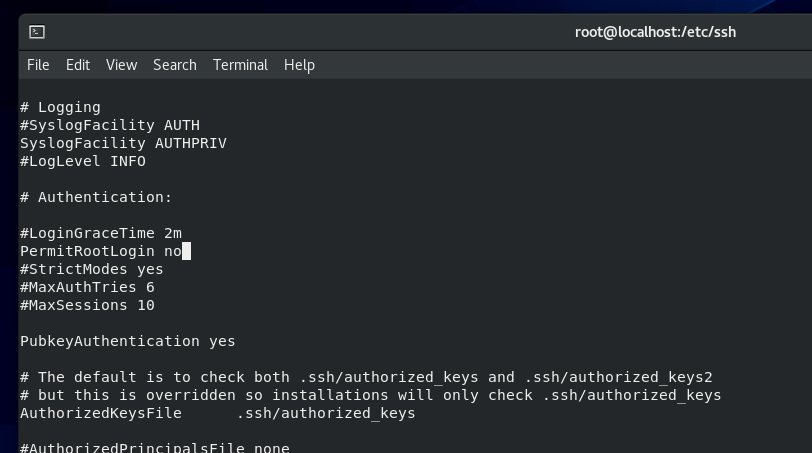 root@localhost:/etc/ssh
File Edit View Search Terminal Help
# Logging
#SyslogFacility AUTH
SyslogFacility AUTHPRIV
#LogLevel INFO
# Authentication:
#LoginGraceTime 2m
PermitRootLogin no
#StrictModes yes
#MaxAuthTries 6
#MaxSessions 10
PubkeyAuthentication yes
# The default is to check both .ssh/authorized_keys and .ssh/authorized_keys2
# but this is overridden so installations will only check .ssh/authorized_keys
AuthorizedKeysFile      .ssh/authorized_keys
#AuthorizedPrincipalsFile none